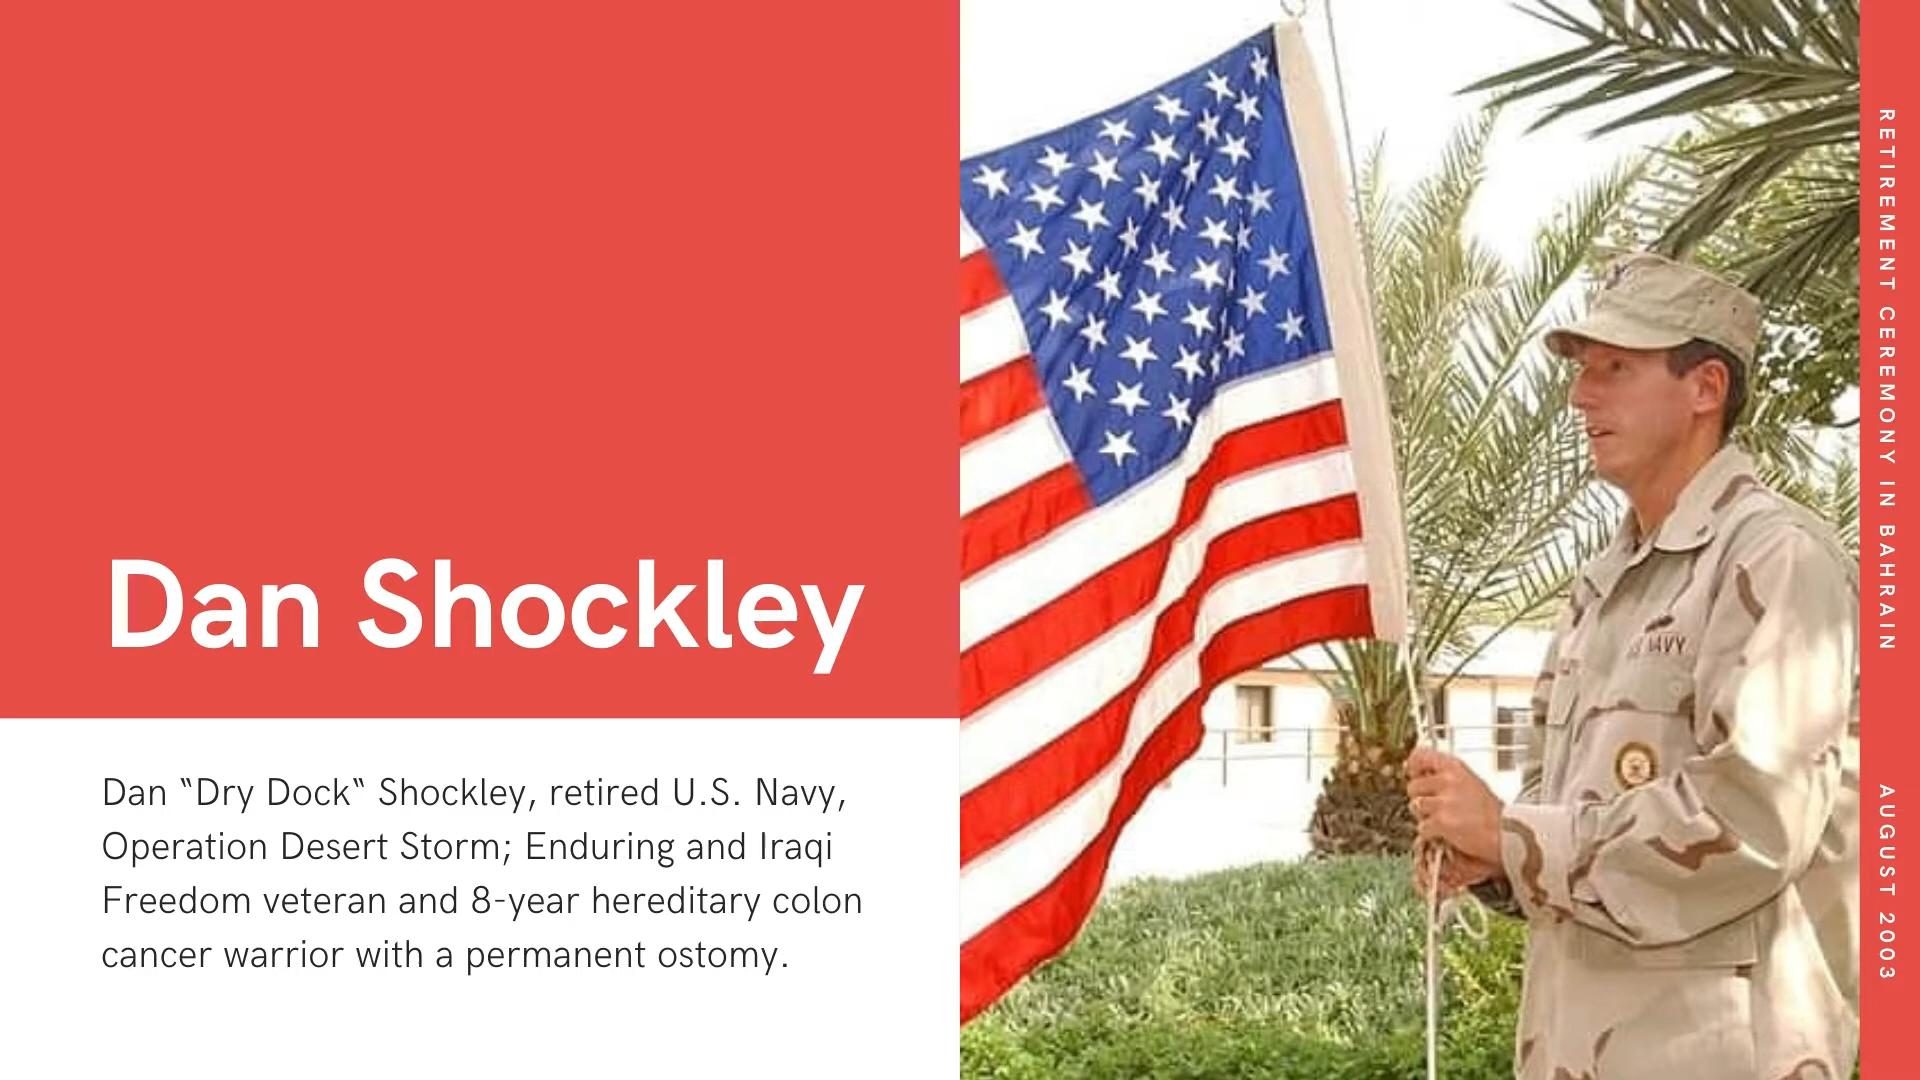 Dan Shockley
Dan “Dry Dock“ Shockley, retired U.S. Navy,
Operation Desert Storm; Enduring and Iraqi
Freedom veteran and 8-year hereditary colon
cancer warrior with a permanent ostomy.
NAVY
RETIREMENT CEREMONY IN BAHRAIN
AUGUST 2003